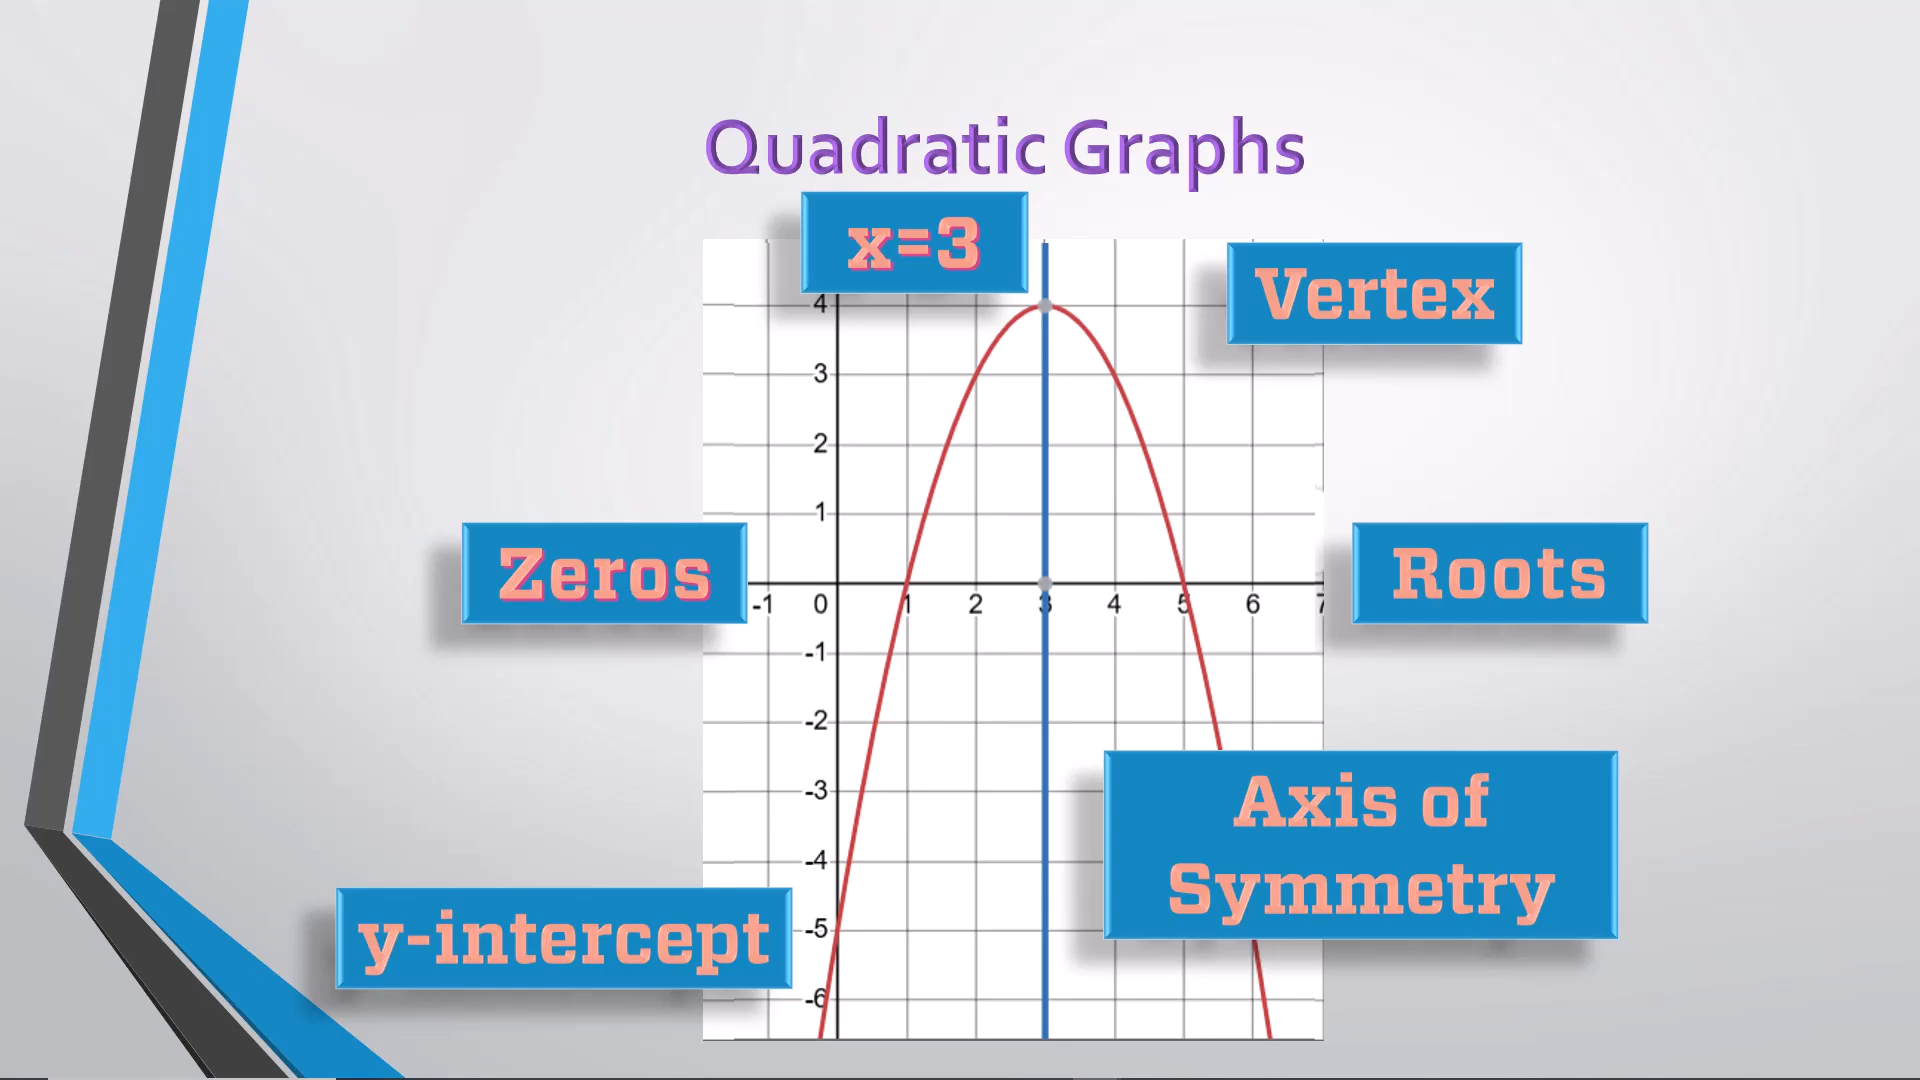 Quadratic Graphs
x=3
Vertex
4
3
2
1
Zeros
Roots
-1 0 1 2 3 4 5 6 7
-1
-2
-3
Axis of
Symmetry
-4
y-intercept
-5
-6